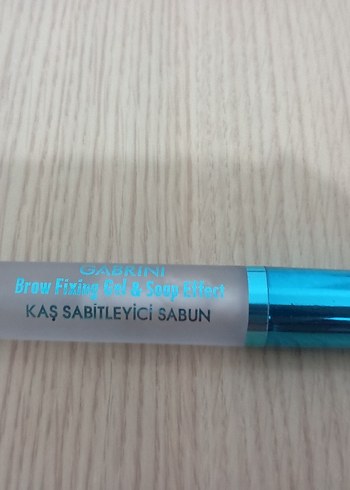 GABRINI
Brow Fixing Gel & Soap Effect
KAŞ SABİTLEYİCİ SABUN